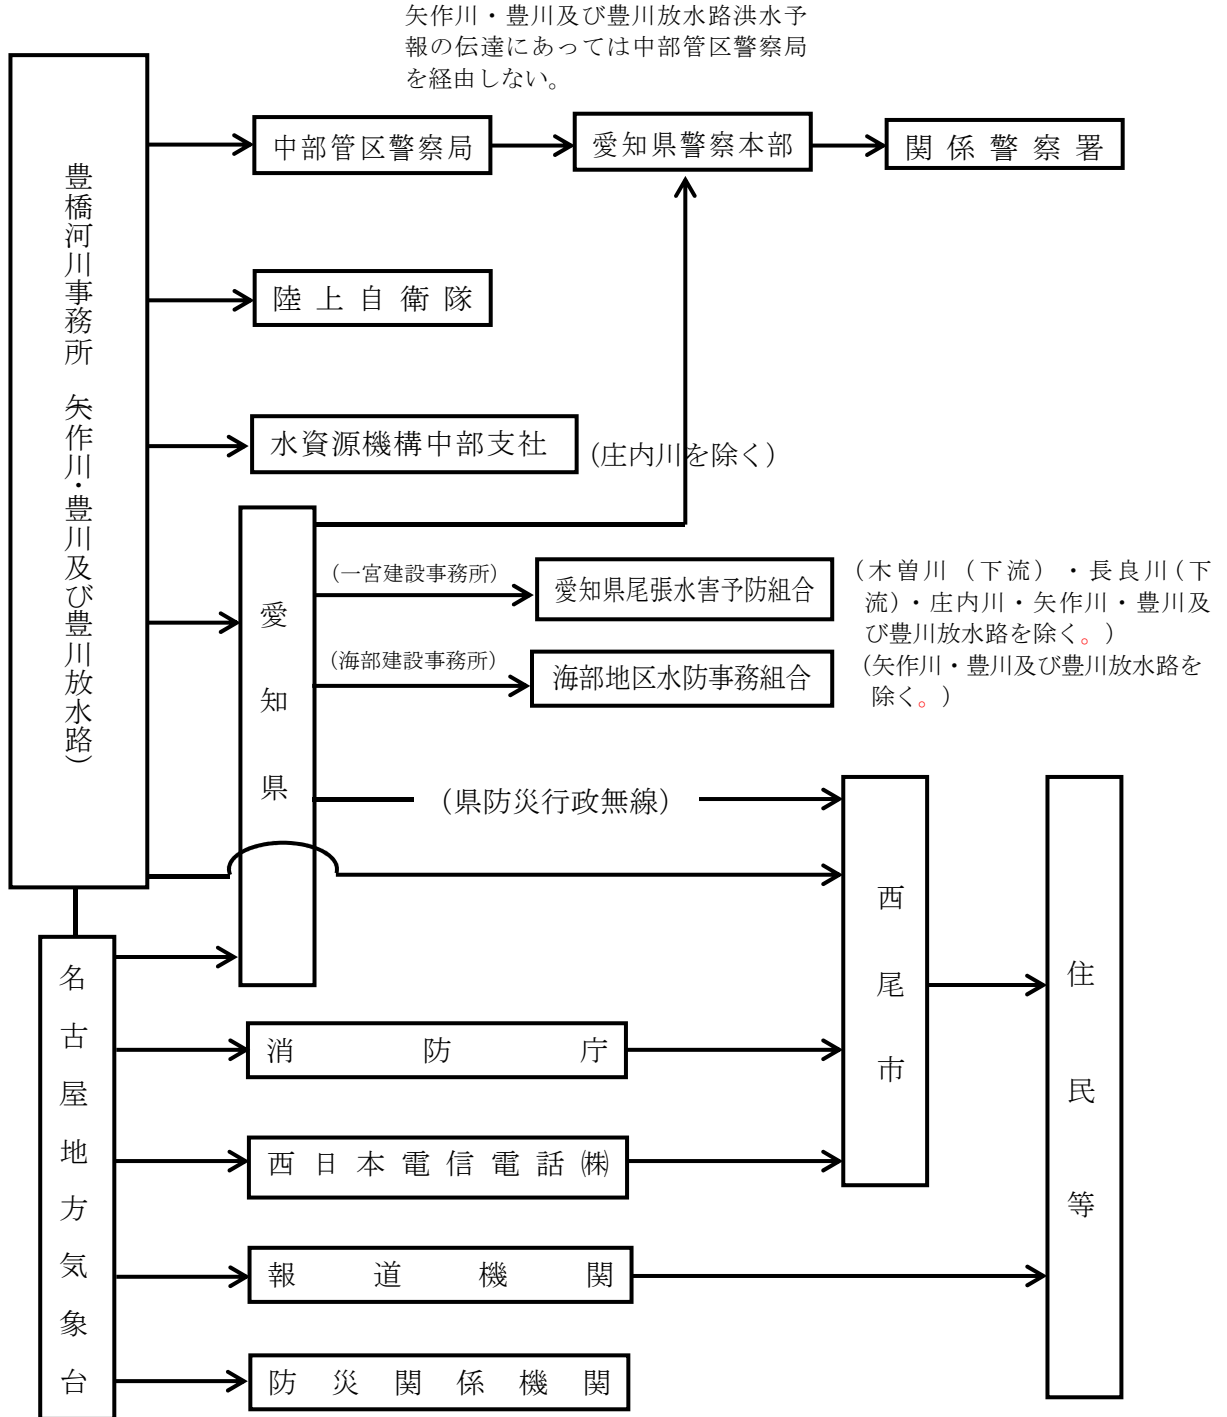 矢作川・豊川及び豊川放水路洪水予
報の伝達にあっては中部管区警察局
を経由しない。
豊橋河川事務所（矢作川・豊川及び豊川放水路）
中部管区警察局
愛知県警察本部
関係警察署
陸上自衛隊
水資源機構中部支社
（庄内川を除く）
愛知県
（一宮建設事務所）
愛知県尾張水害予防組合
（木曽川（下流）・長良川（下
流）・庄内川・矢作川・豊川及
び豊川放水路を除く。）
（海部建設事務所）
海部地区水防事務組合
（矢作川・豊川及び豊川放水路を
除く。）
（県防災行政無線）
西尾市
住民等
名古屋地方気象台
消防庁
西日本電信電話㈱
報道機関
防災関係機関